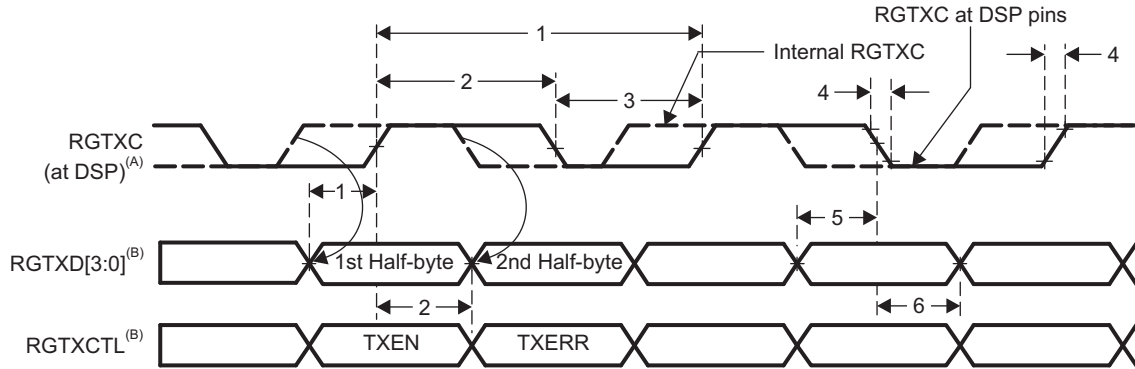 RGTXC at DSP pins
1
Internal RGTXC
4
2
4
3
RGTXC
(at DSP)(A)
1
5
RGTXD[3:0](B)
1st Half-byte
2nd Half-byte
2
6
RGTXCTL(B)
TXEN
TXERR